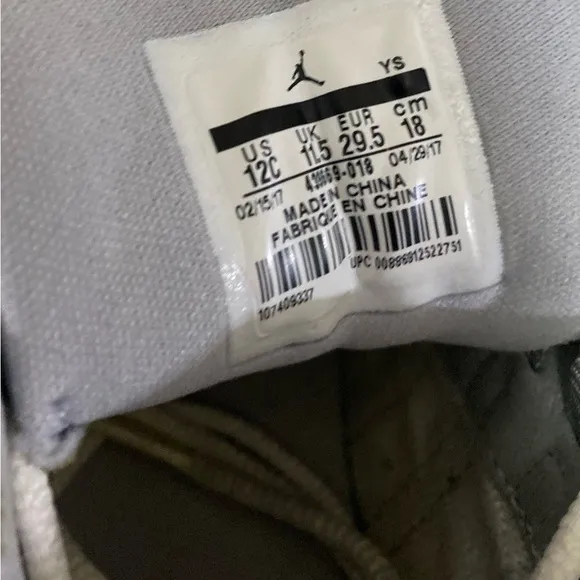 YS
US UK EUR cm
12C 11.5 29.5 18
02/15/17 04/29/17
MADE IN CHINA
FABRIQUE EN CHINE
107409337
UPC 00886912522751